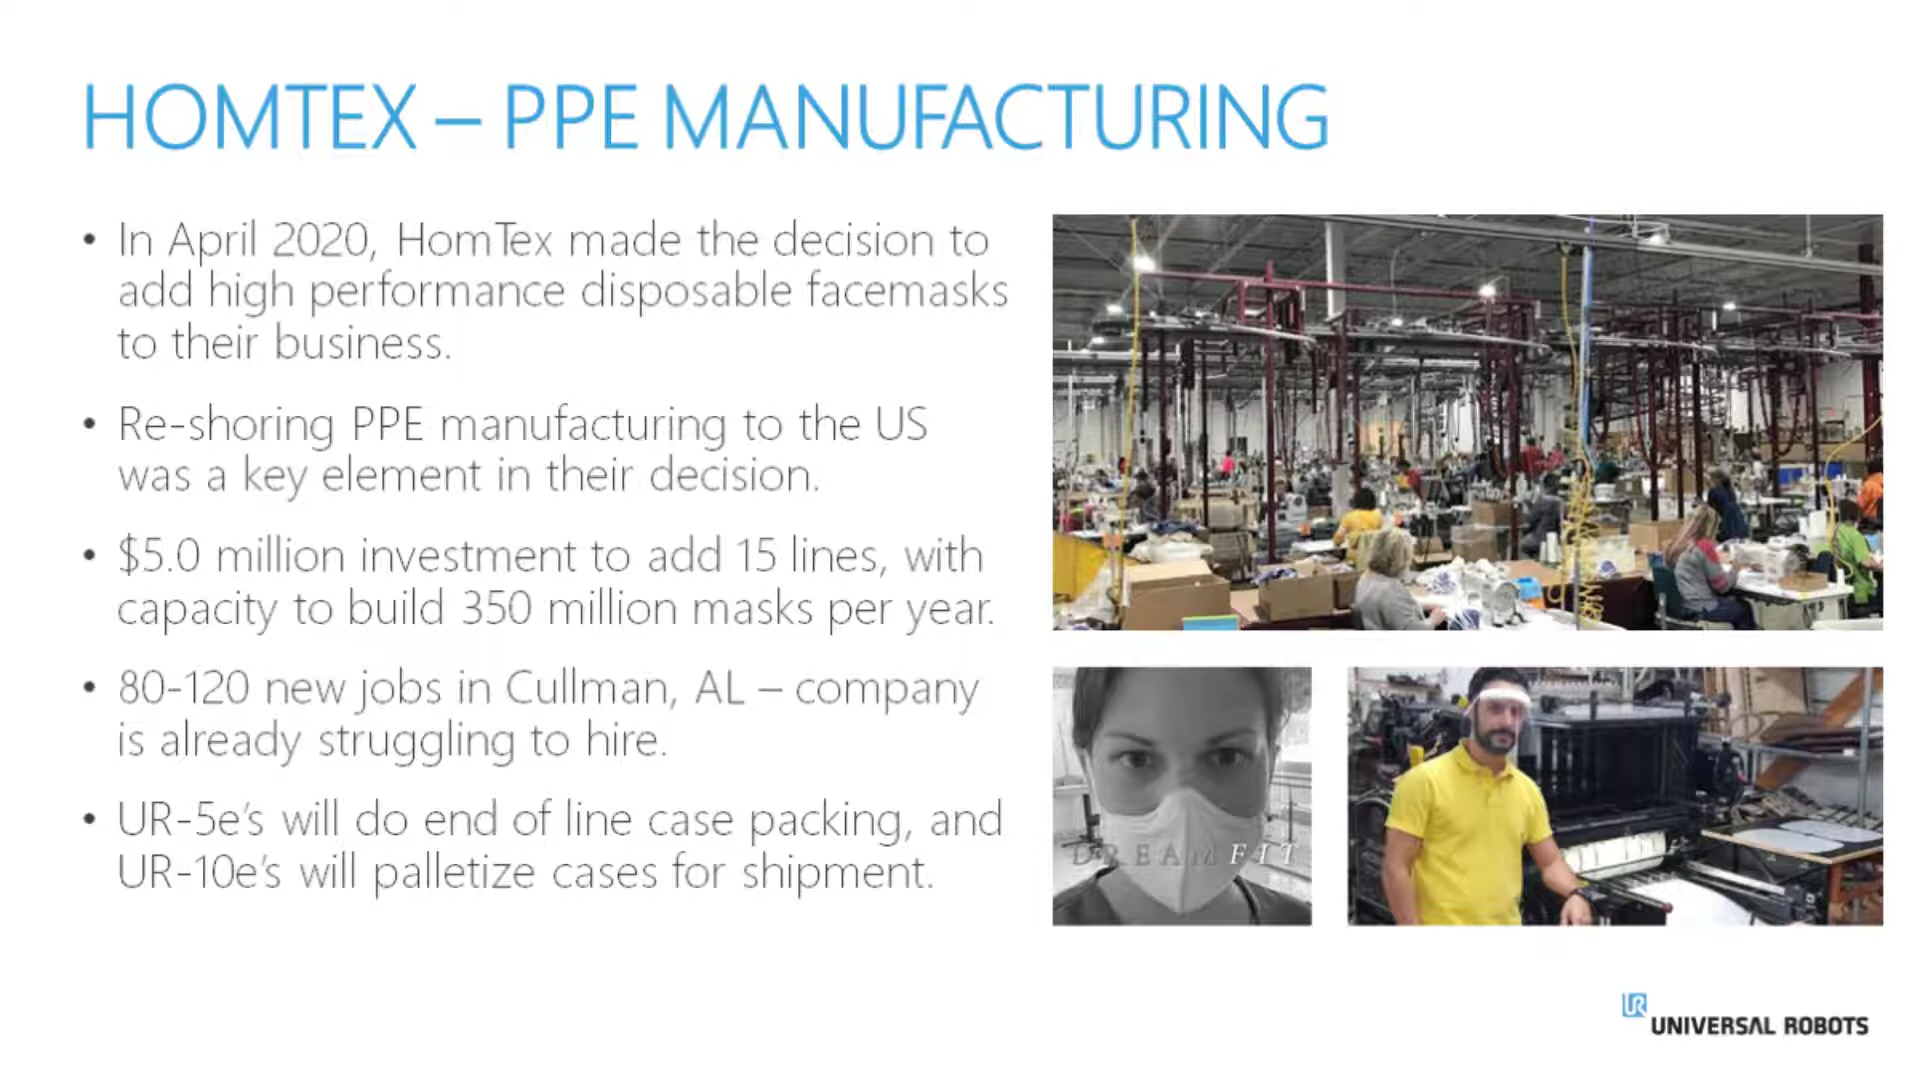 HOMTEX – PPE MANUFACTURING
• In April 2020, HomTex made the decision to
add high performance disposable facemasks
to their business.
• Re-shoring PPE manufacturing to the US
was a key element in their decision.
• $5.0 million investment to add 15 lines, with
capacity to build 350 million masks per year.
• 80-120 new jobs in Cullman, AL – company
is already struggling to hire.
• UR-5e's will do end of line case packing, and
UR-10e's will palletize cases for shipment.
DREAMFIT
UR
UNIVERSAL ROBOTS